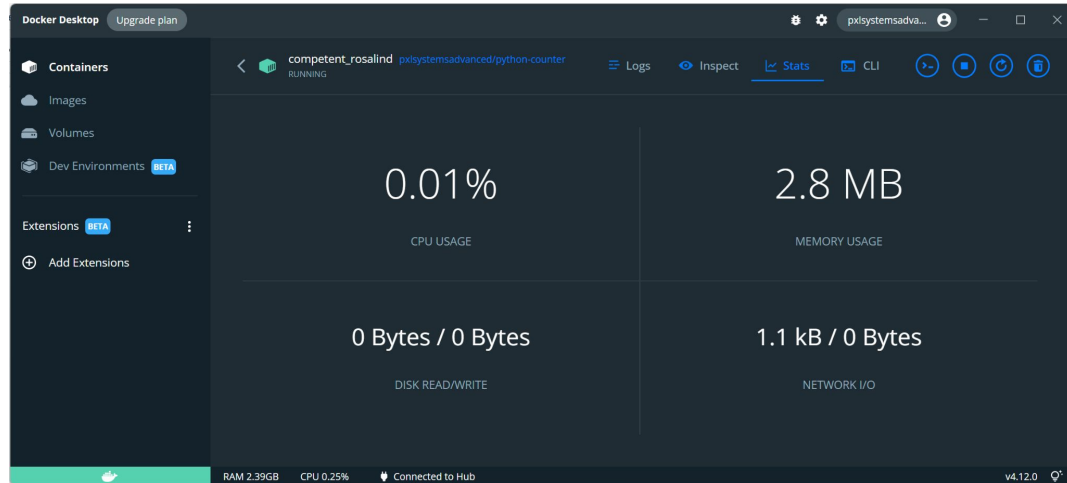 Docker Desktop Upgrade plan pxlsystemsadva...
Containers
Images
Volumes
Dev Environments BETA
Extensions BETA
Add Extensions
competent_rosalind pxlsystemsadvanced/python-counter
RUNNING
Logs Inspect Stats CLI
0.01%
CPU USAGE
2.8 MB
MEMORY USAGE
0 Bytes / 0 Bytes
DISK READ/WRITE
1.1 kB / 0 Bytes
NETWORK I/O
RAM 2.39GB CPU 0.25% Connected to Hub v4.12.0